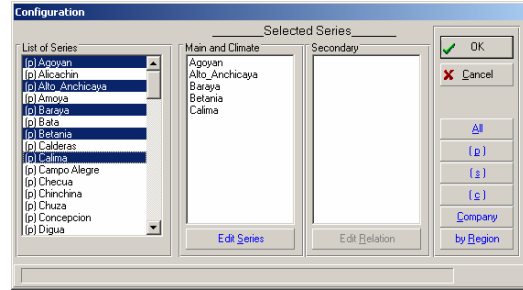 Configuration
Selected Series
List of Series
(p) Agoyan
(p) Alicachin
(p) Alto_Anchicaya
(p) Amoya
(p) Baraya
(p) Bata
(p) Betania
(p) Calderas
(p) Calima
(p) Campo Alegre
(p) Checua
(p) Chinchina
(p) Chuza
(p) Concepcion
(p) Digua
Main and Climate
Agoyan
Alto_Anchicaya
Baraya
Betania
Calima
Edit Series
Secondary
Edit Relation
OK
Cancel
All
( p )
( s )
( c )
Company
by Region